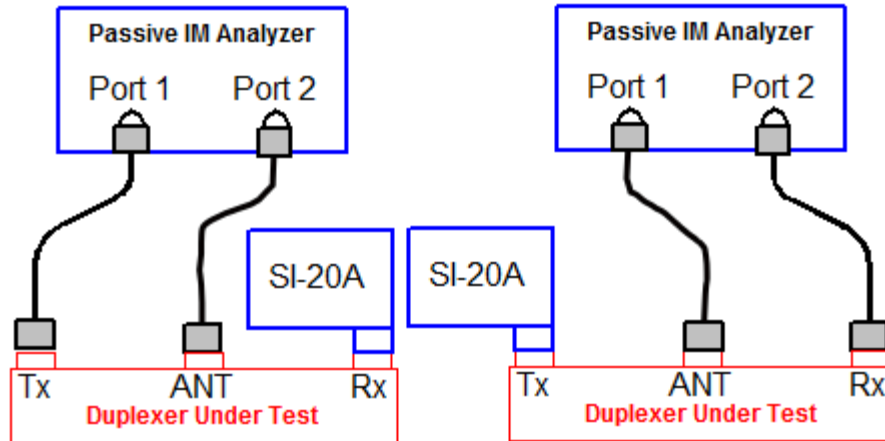 Passive IM Analyzer
Port 1 Port 2
SI-20A
Tx ANT Rx
Duplexer Under Test
Passive IM Analyzer
Port 1 Port 2
SI-20A
Tx ANT Rx
Duplexer Under Test